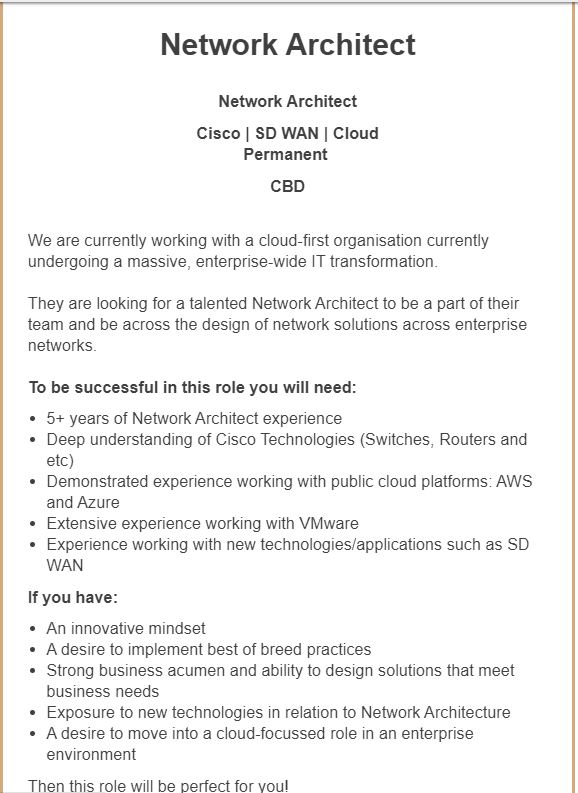 Network Architect
Network Architect
Cisco | SD WAN | Cloud
Permanent
CBD
We are currently working with a cloud-first organisation currently
undergoing a massive, enterprise-wide IT transformation.
They are looking for a talented Network Architect to be a part of their
team and be across the design of network solutions across enterprise
networks.
To be successful in this role you will need:
• 5+ years of Network Architect experience
• Deep understanding of Cisco Technologies (Switches, Routers and
etc)
• Demonstrated experience working with public cloud platforms: AWS
and Azure
• Extensive experience working with VMware
• Experience working with new technologies/applications such as SD
WAN
If you have:
• An innovative mindset
• A desire to implement best of breed practices
• Strong business acumen and ability to design solutions that meet
business needs
• Exposure to new technologies in relation to Network Architecture
• A desire to move into a cloud-focussed role in an enterprise
environment
Then this role will be perfect for you!